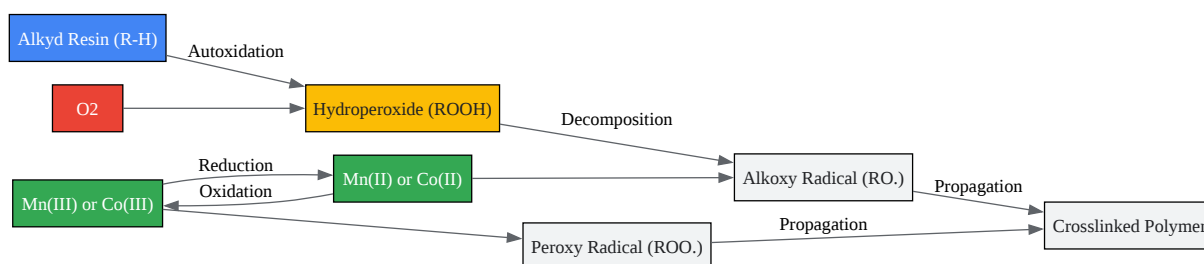 Alkyd Resin (R-H)
Autoxidation
O2
Hydroperoxide (ROOH)
Decomposition
Reduction
Mn(II) or Co(II)
Oxidation
Mn(III) or Co(III)
Alkoxy Radical (RO.)
Propagation
Peroxy Radical (ROO.)
Propagation
Crosslinked Polymer